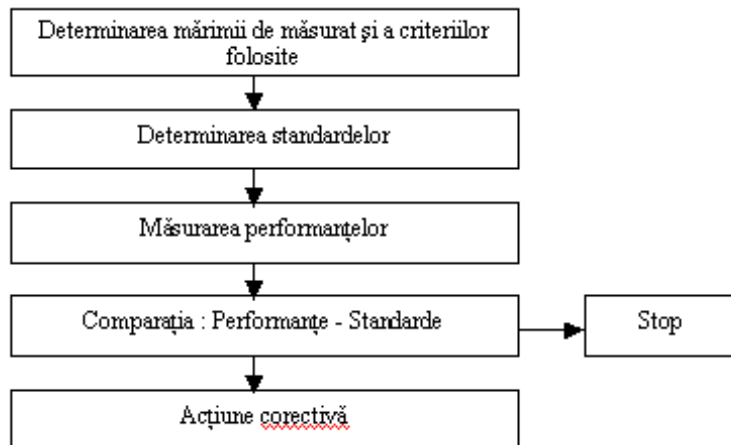 Determinarea mărimii de măsurat şi a criteriilor
folosite
Determinarea standardelor
Măsurarea performanţelor
Comparaţia : Performanţe - Standarde
Stop
Acţiune corectivă